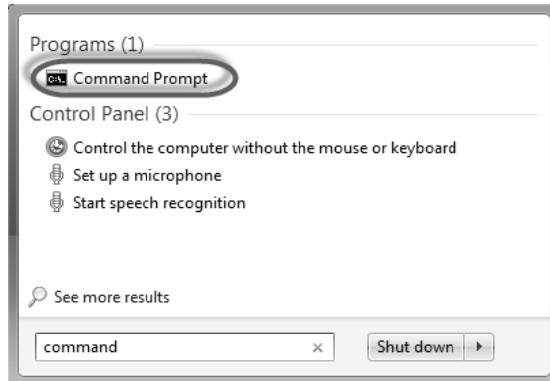 Programs (1)
C:\. Command Prompt
Control Panel (3)
Control the computer without the mouse or keyboard
Set up a microphone
Start speech recognition
See more results
command × Shut down